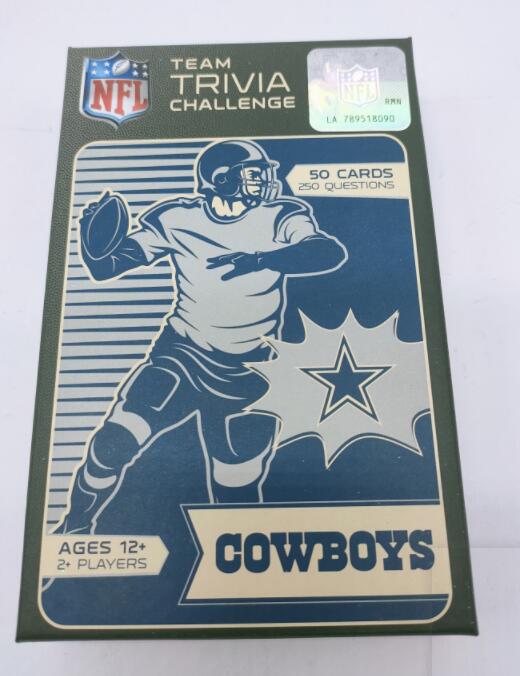 NFL
TEAM
TRIVIA
CHALLENGE
NFL
RMN
LA 789518090
50 CARDS
250 QUESTIONS
AGES 12+
2+ PLAYERS
COWBOYS